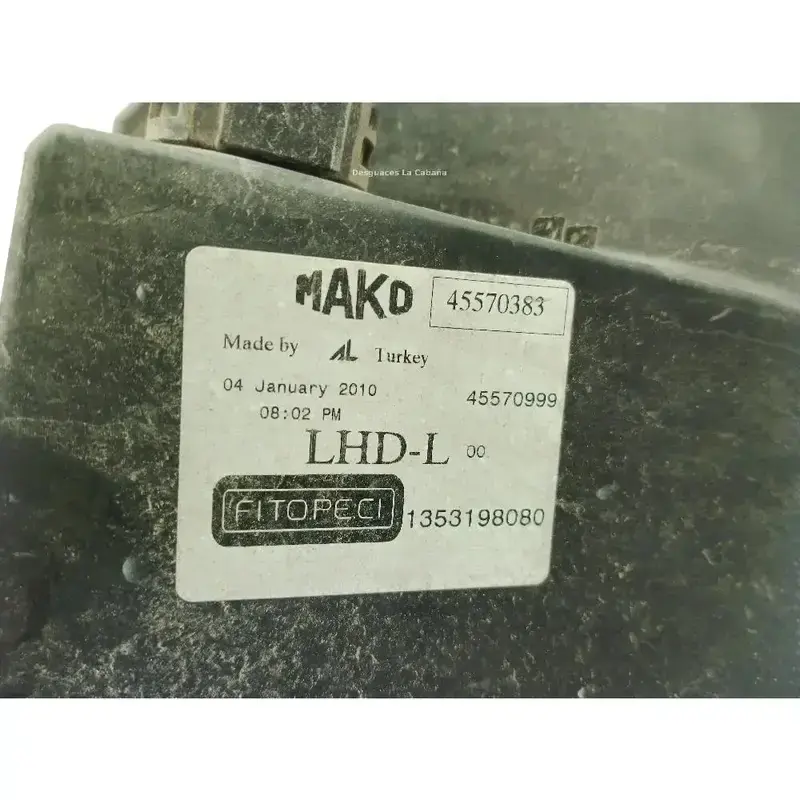 Desguaces La Cabaña
MAKO 45570383
Made by AL Turkey
04 January 2010 45570999
08:02 PM
LHD-L 00
FITOPECI 1353198080